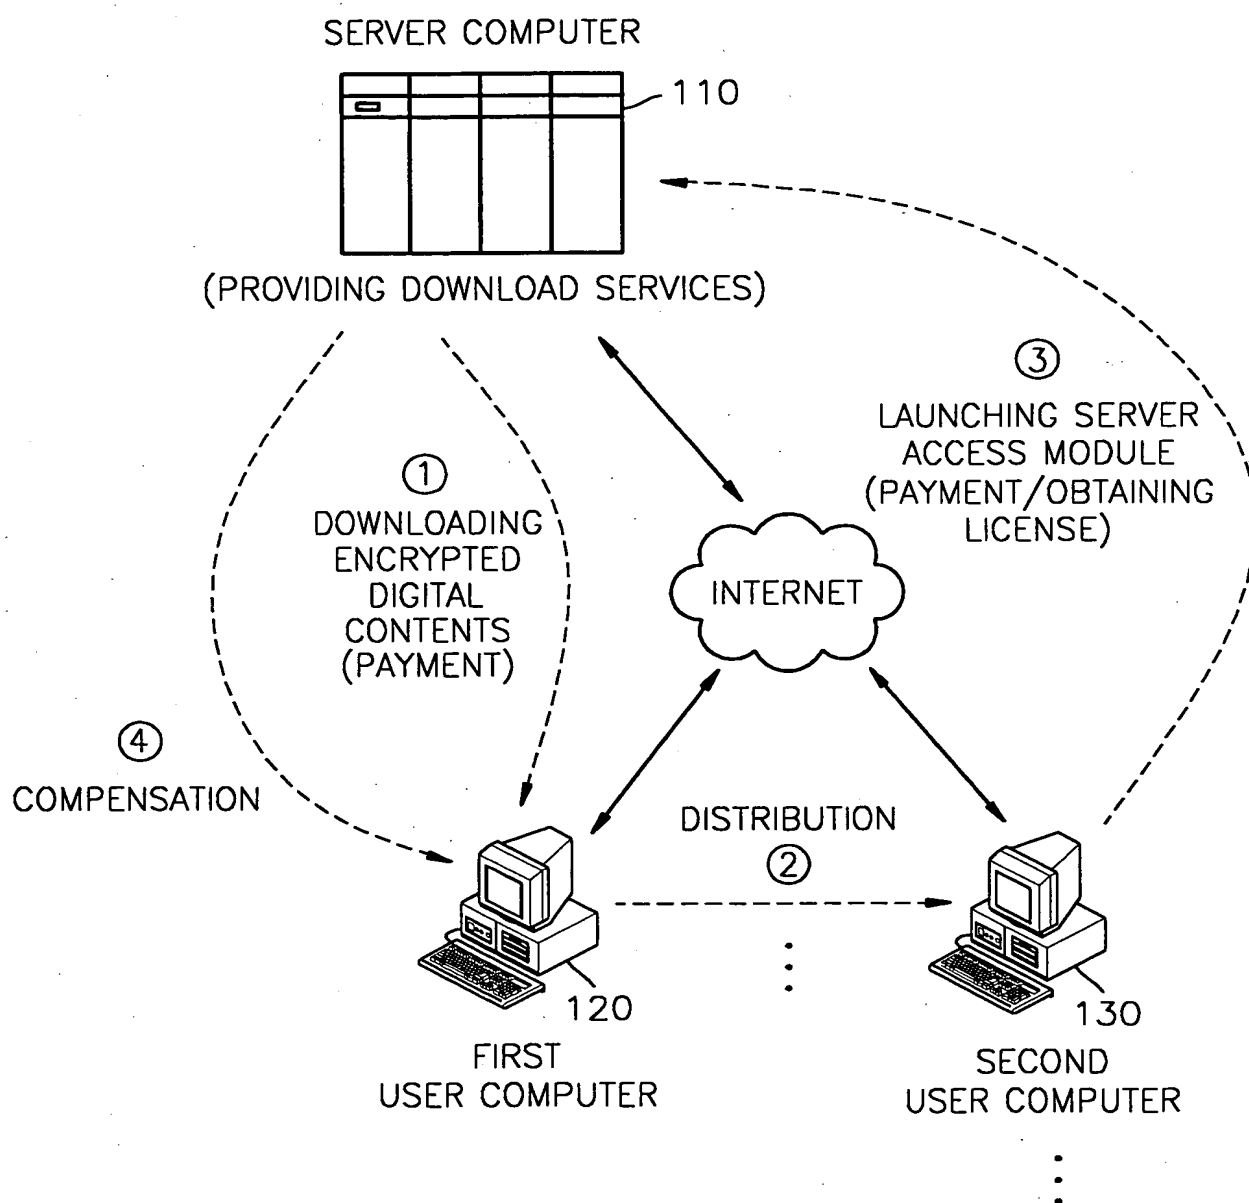 SERVER COMPUTER
110
(PROVIDING DOWNLOAD SERVICES)
③
LAUNCHING SERVER
ACCESS MODULE
(PAYMENT/OBTAINING
LICENSE)
①
DOWNLOADING
ENCRYPTED
DIGITAL
CONTENTS
(PAYMENT)
INTERNET
④
COMPENSATION
DISTRIBUTION
②
120
FIRST
USER COMPUTER
130
SECOND
USER COMPUTER